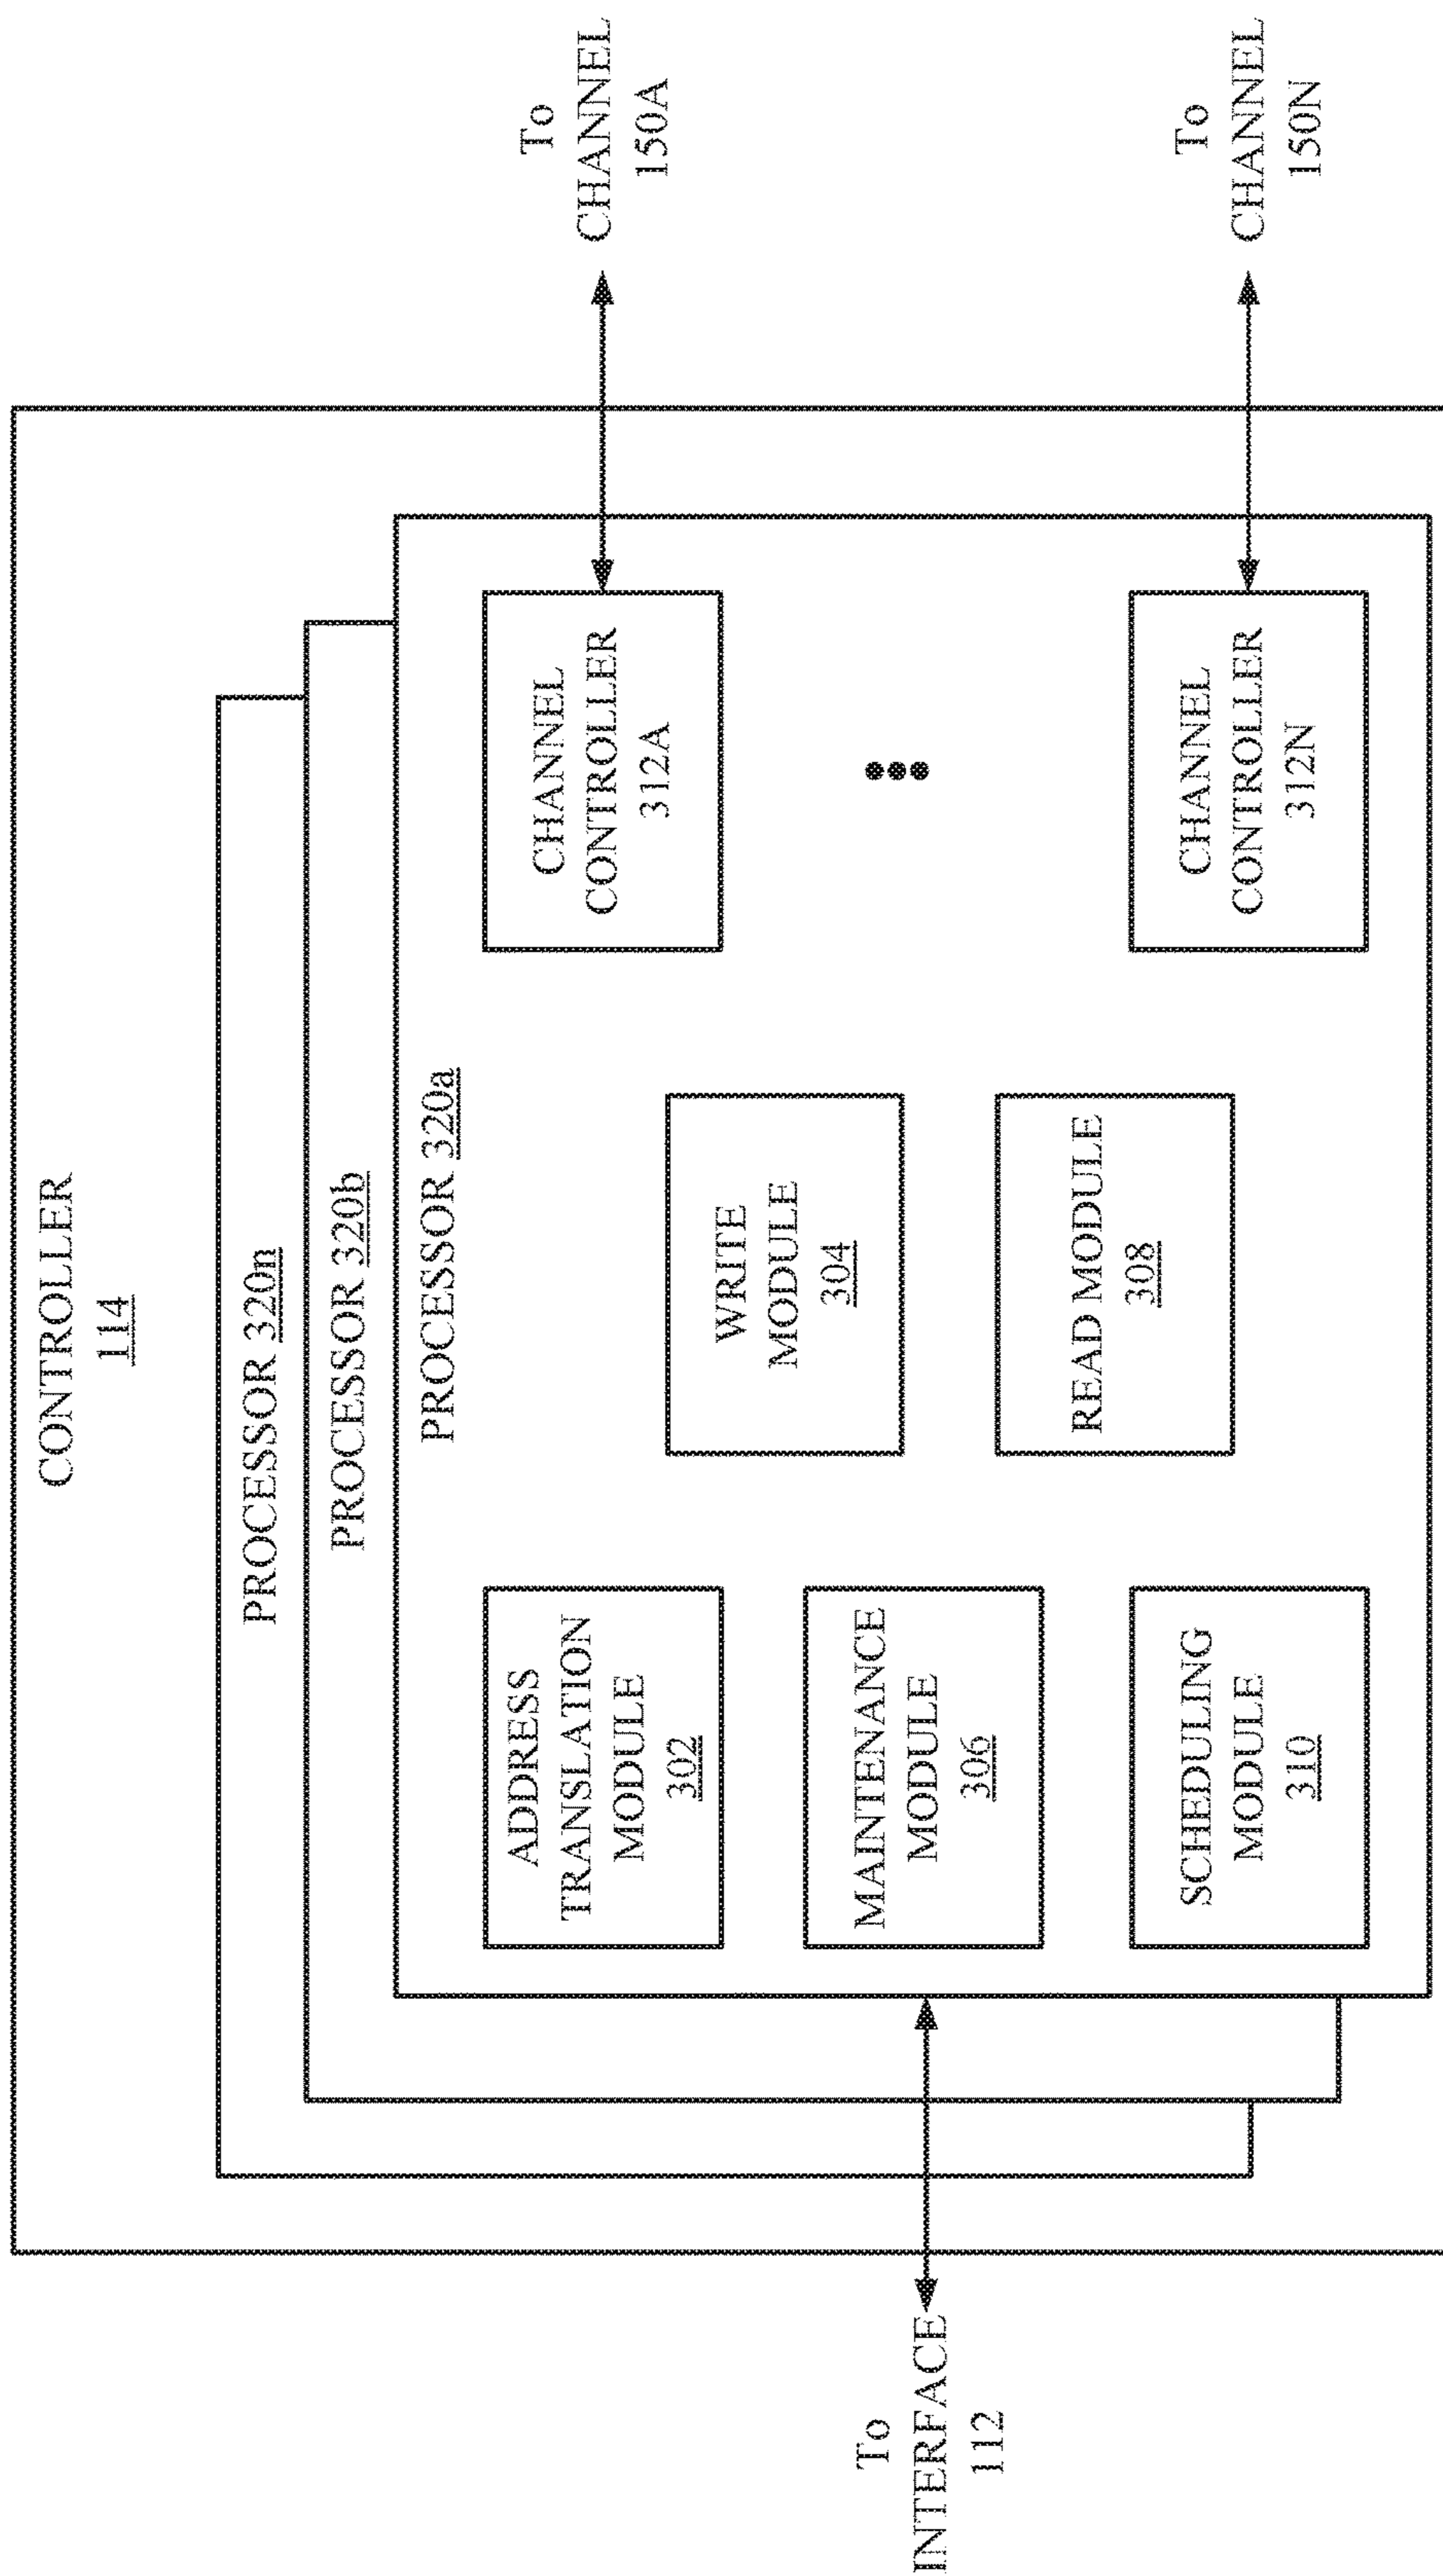 CONTROLLER
114
PROCESSOR 320n
PROCESSOR 320b
PROCESSOR 320a
ADDRESS
TRANSLATION
MODULE
302
WRITE
MODULE
304
CHANNEL
CONTROLLER
312A
To
CHANNEL
150A
To
INTERFACE
112
MAINTENANCE
MODULE
306
READ MODULE
308
SCHEDULING
MODULE
310
CHANNEL
CONTROLLER
312N
To
CHANNEL
150N